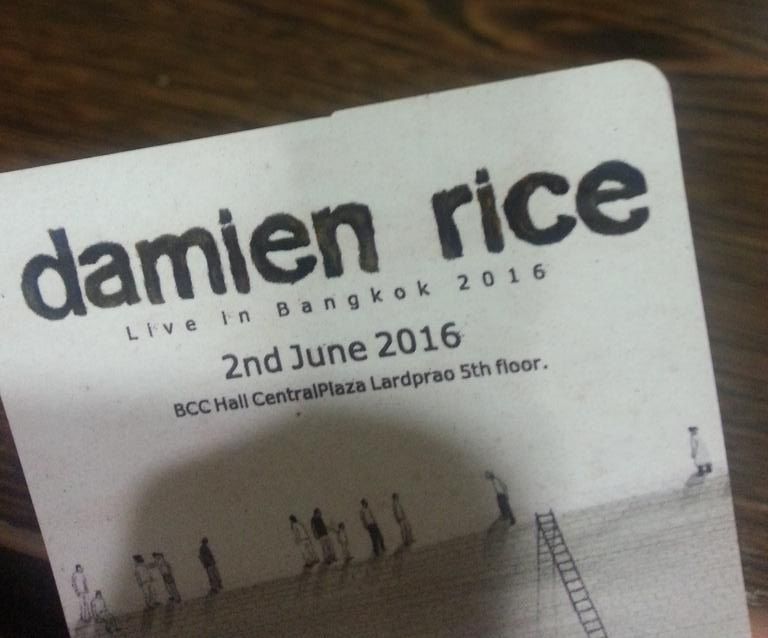 damien rice
Live in Bangkok 2016
2nd June 2016
BCC Hall CentralPlaza Lardprao 5th floor.